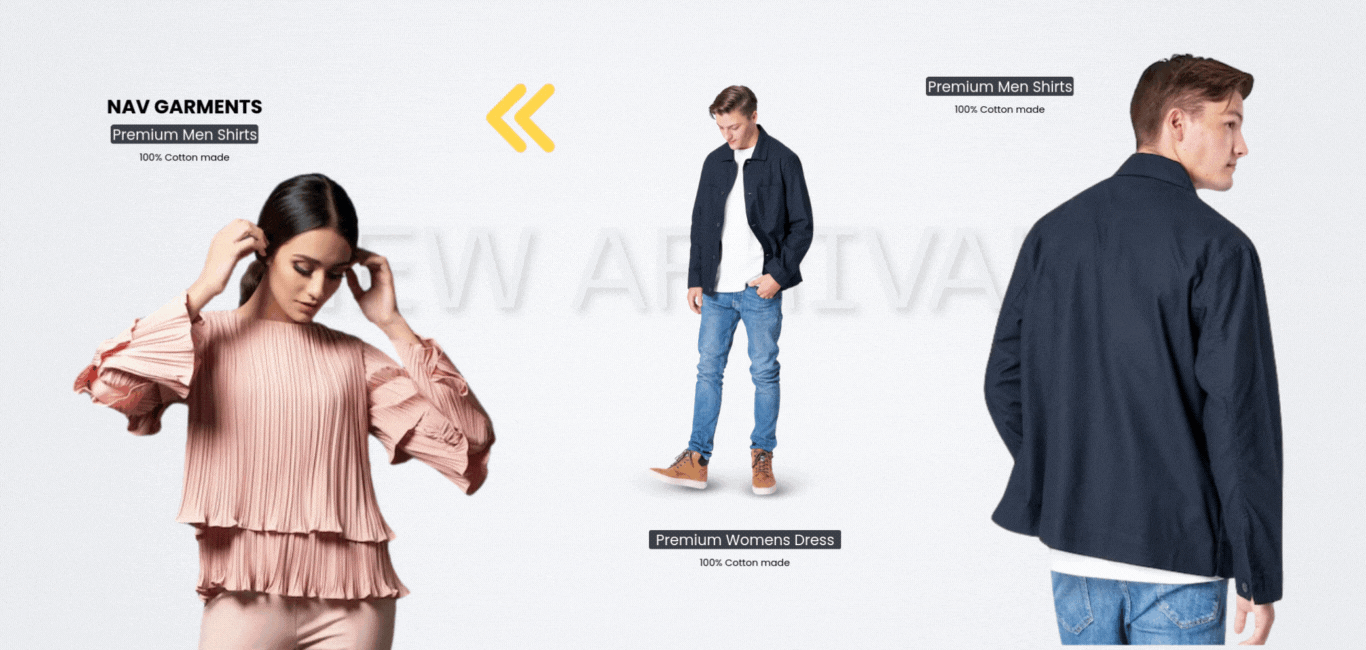 NAV GARMENTS
Premium Men Shirts
100% Cotton made
Premium Men Shirts
100% Cotton made
NEW ARRIVAL
Premium Womens Dress
100% Cotton made